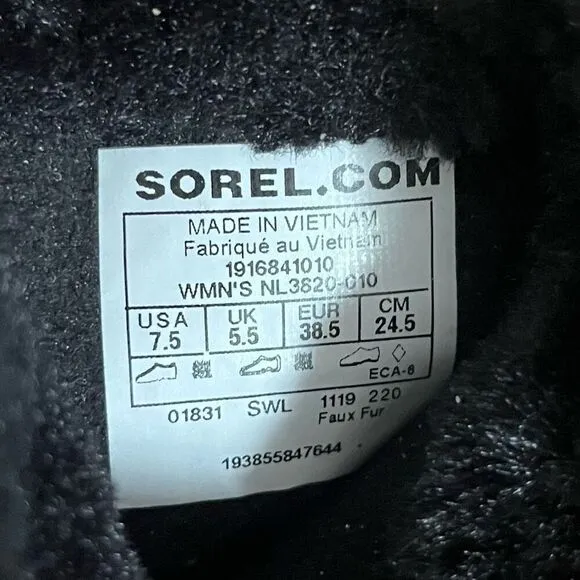 SOREL.COM
MADE IN VIETNAM
Fabriqué au Vietnam
1916841010
WMN'S NL3820-010
USA UK EUR CM
7.5 5.5 38.5 24.5
ECA-6
01831 SWL 1119 220
Faux Fur
193855847644